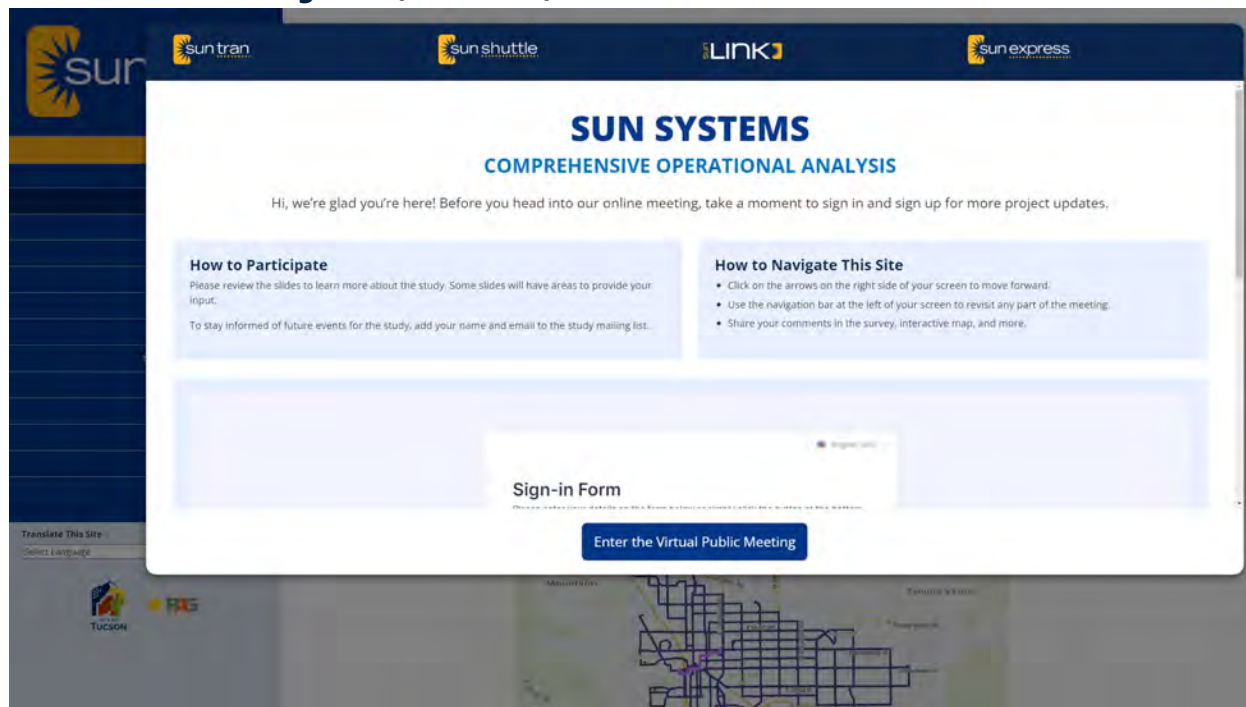 sun
sun tran
sun shuttle
sun LINK
sun express
SUN SYSTEMS
COMPREHENSIVE OPERATIONAL ANALYSIS
Hi, we're glad you're here! Before you head into our online meeting, take a moment to sign in and sign up for more project updates.
How to Participate
Please review the slides to learn more about the study. Some slides will have areas to provide your
input.
To stay informed of future events for the study, add your name and email to the study mailing list.
How to Navigate This Site
• Click on the arrows on the right side of your screen to move forward.
• Use the navigation bar at the left of your screen to revisit any part of the meeting.
• Share your comments in the survey, interactive map, and more.
Sign-in Form
Enter the Virtual Public Meeting
Translate This Site
Select Language
TUCSON
PAG
Mountains